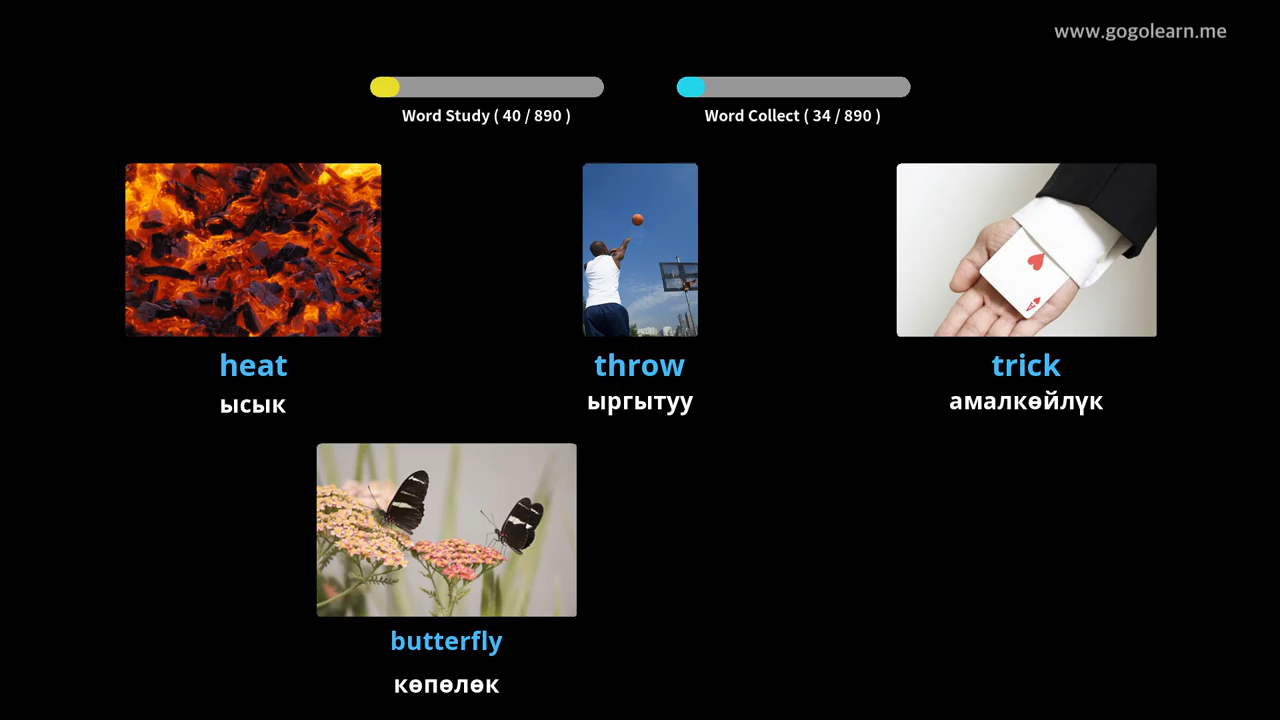 www.gogolearn.me
Word Study ( 40 / 890 )
Word Collect ( 34 / 890 )
heat
ысык
throw
ыргытуу
trick
амалкөйлүк
butterfly
көпөлөк